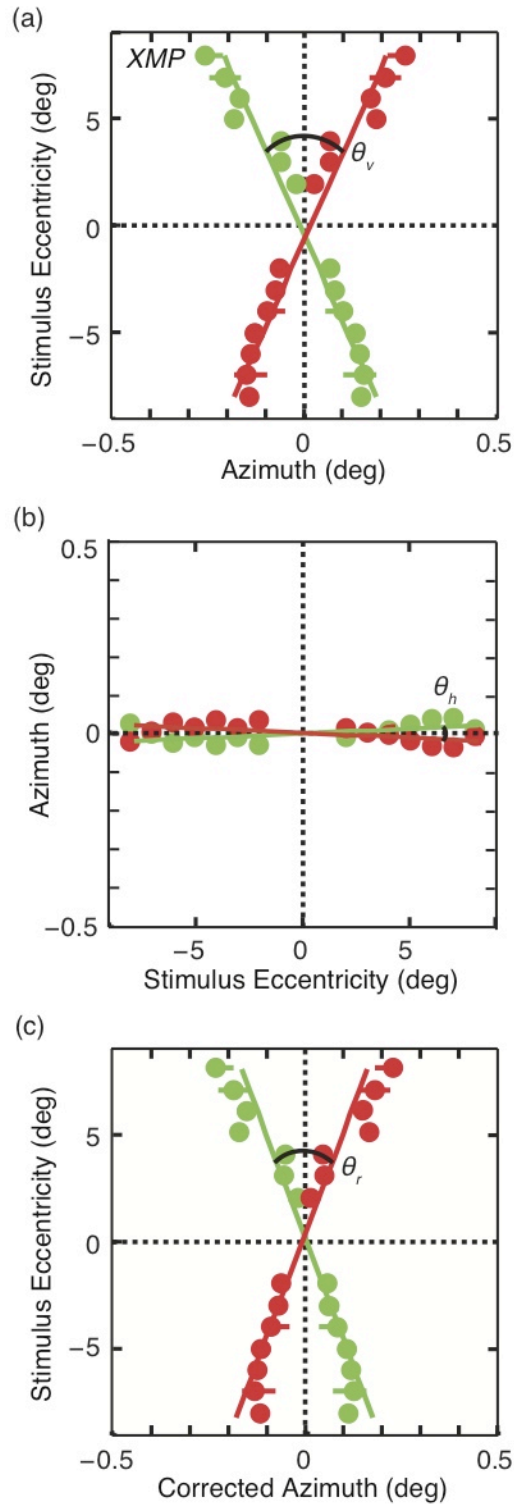 (a)
XMP
5
0
−5
Stimulus Eccentricity (deg)
θv
−0.5
0
0.5
Azimuth (deg)
(b)
0.5
0
-0.5
Azimuth (deg)
θh
−5
0
5
Stimulus Eccentricity (deg)
(c)
5
0
−5
Stimulus Eccentricity (deg)
θr
−0.5
0
0.5
Corrected Azimuth (deg)